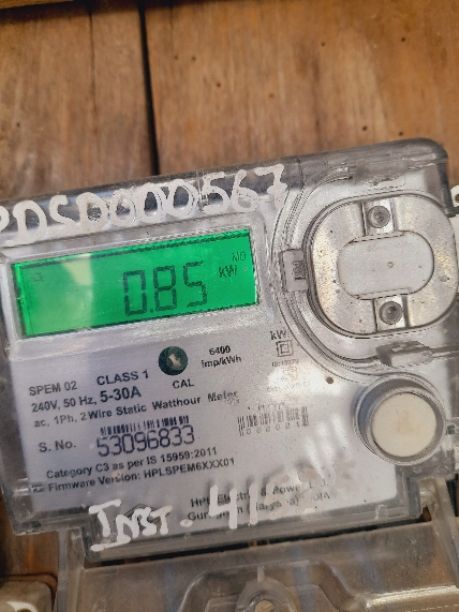 PDSD000567
MD
0.85 kW
6400
imp/kWh
SPEM 02 CLASS 1
CAL
240V, 50 Hz, 5-30A
ac, 1Ph, 2 Wire Static Watthour Meter
S. No. 53096833
Category C3 as per IS 15959:2011
Firmware Version: HPLSPEM6XXX01
kW
INST-